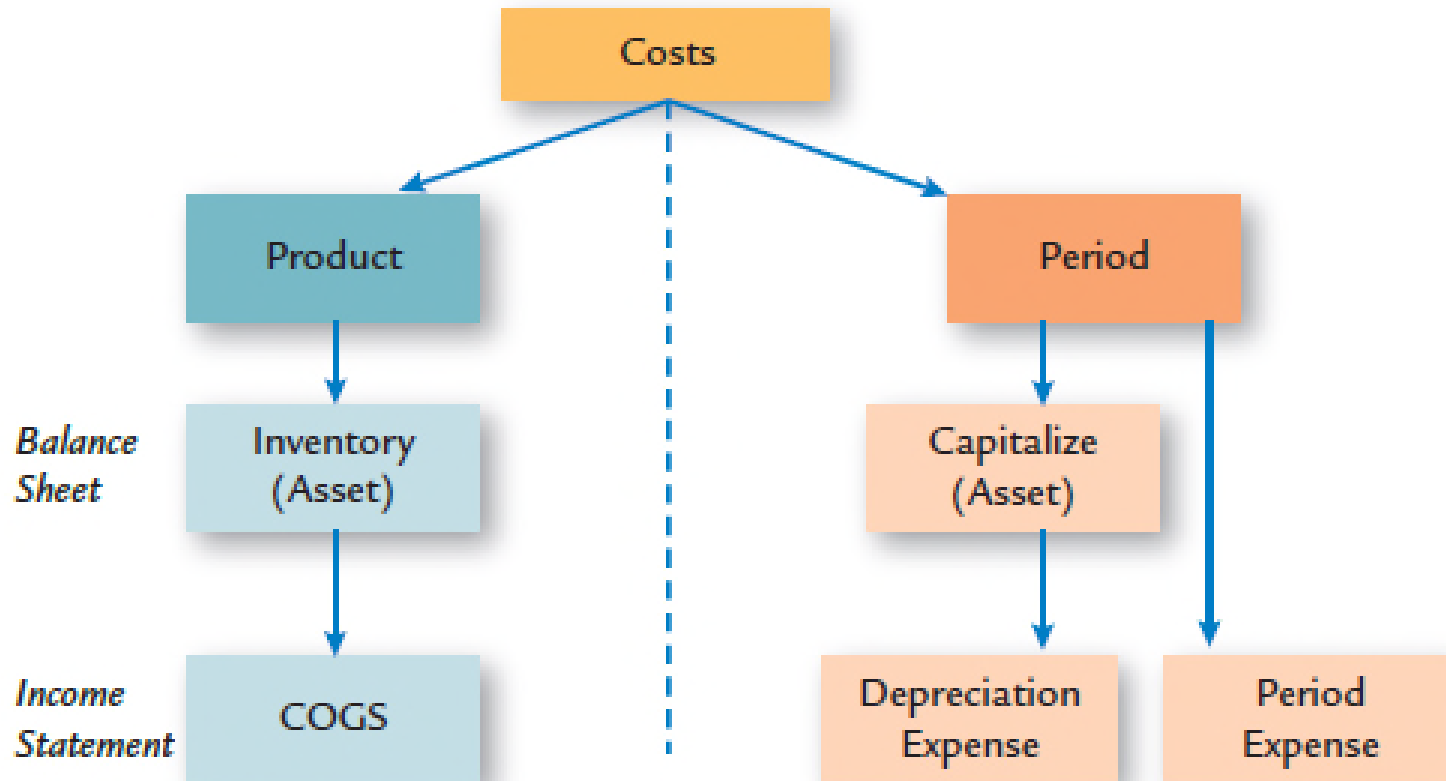 Costs
Product
Period
Balance
Sheet
Inventory
(Asset)
Capitalize
(Asset)
Income
Statement
COGS
Depreciation
Expense
Period
Expense